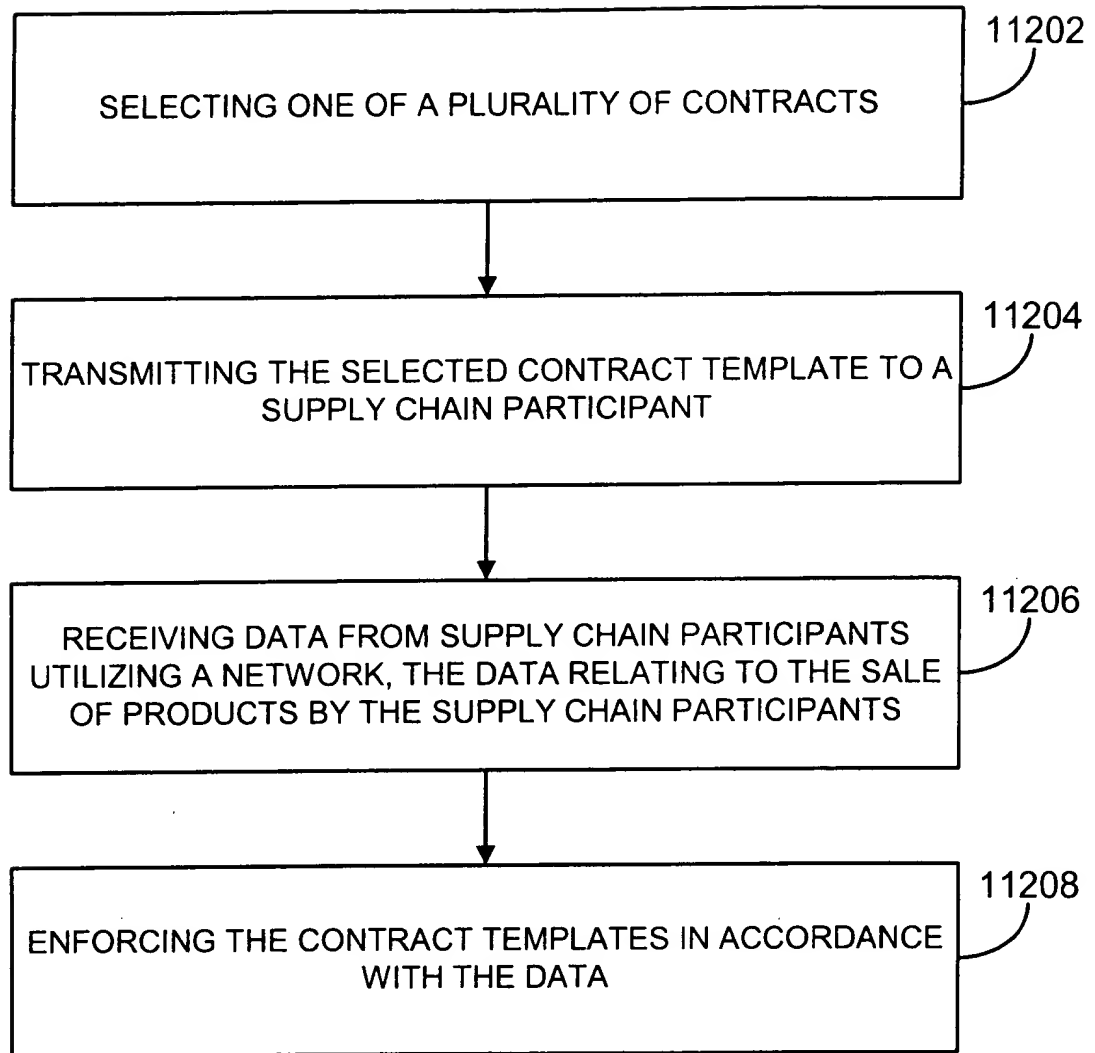 11202
SELECTING ONE OF A PLURALITY OF CONTRACTS
11204
TRANSMITTING THE SELECTED CONTRACT TEMPLATE TO A
SUPPLY CHAIN PARTICIPANT
11206
RECEIVING DATA FROM SUPPLY CHAIN PARTICIPANTS
UTILIZING A NETWORK, THE DATA RELATING TO THE SALE
OF PRODUCTS BY THE SUPPLY CHAIN PARTICIPANTS
11208
ENFORCING THE CONTRACT TEMPLATES IN ACCORDANCE
WITH THE DATA